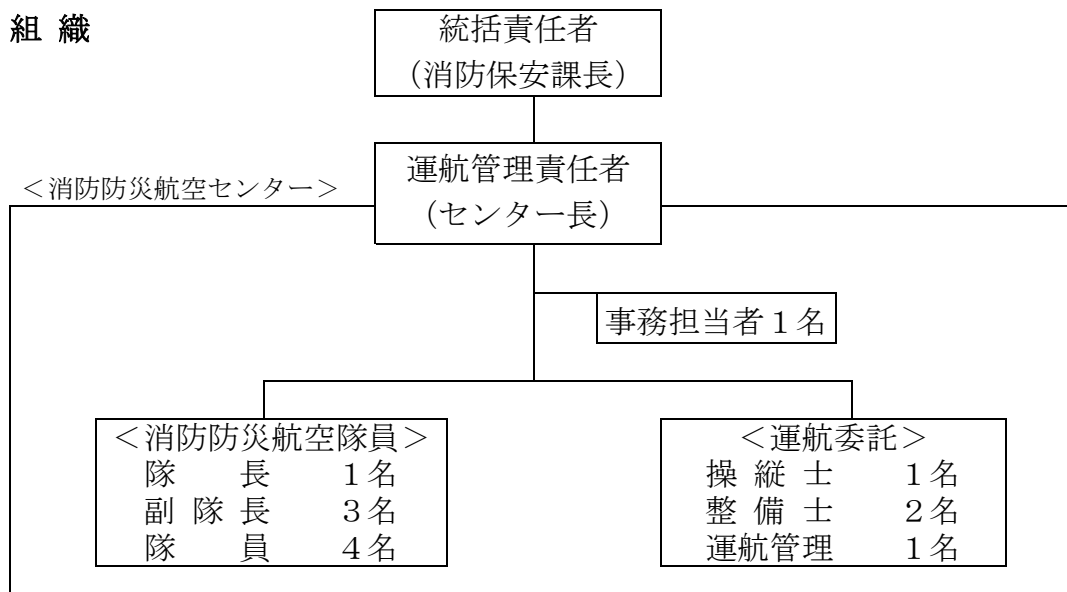 組 織
統括責任者
（消防保安課長）
＜消防防災航空センター＞
運航管理責任者
（センター長）
事務担当者１名
＜消防防災航空隊員＞
隊　　長　　１名
副 隊 長　　３名
隊　　員　　４名
＜運航委託＞
操 縦 士　　１名
整 備 士　　２名
運航管理　　１名